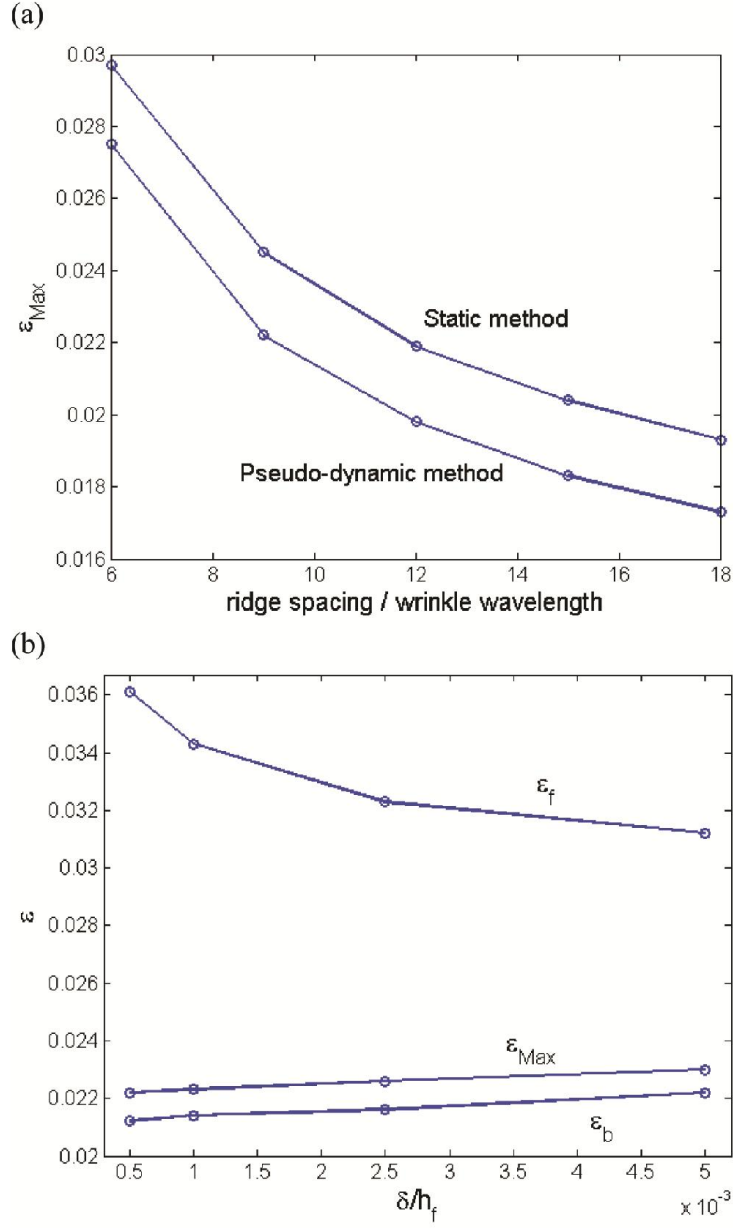 (a)
0.03
0.028
0.026
0.024
0.022
0.02
0.018
0.016
ε_Max
Static method
Pseudo-dynamic method
6 8 10 12 14 16 18
ridge spacing / wrinkle wavelength
(b)
0.036
0.034
0.032
0.03
0.028
0.026
0.024
0.022
0.02
ε
ε_f
ε_Max
ε_b
0.5 1 1.5 2 2.5 3 3.5 4 4.5 5
δ/h_f
x 10⁻³